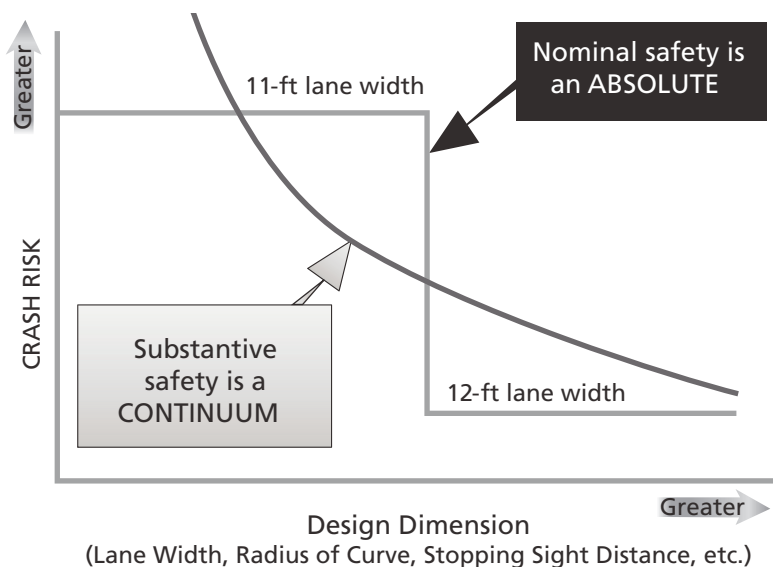 Greater
Nominal safety is
an ABSOLUTE
11-ft lane width
CRASH RISK
Substantive
safety is a
CONTINUUM
12-ft lane width
Greater
Design Dimension
(Lane Width, Radius of Curve, Stopping Sight Distance, etc.)